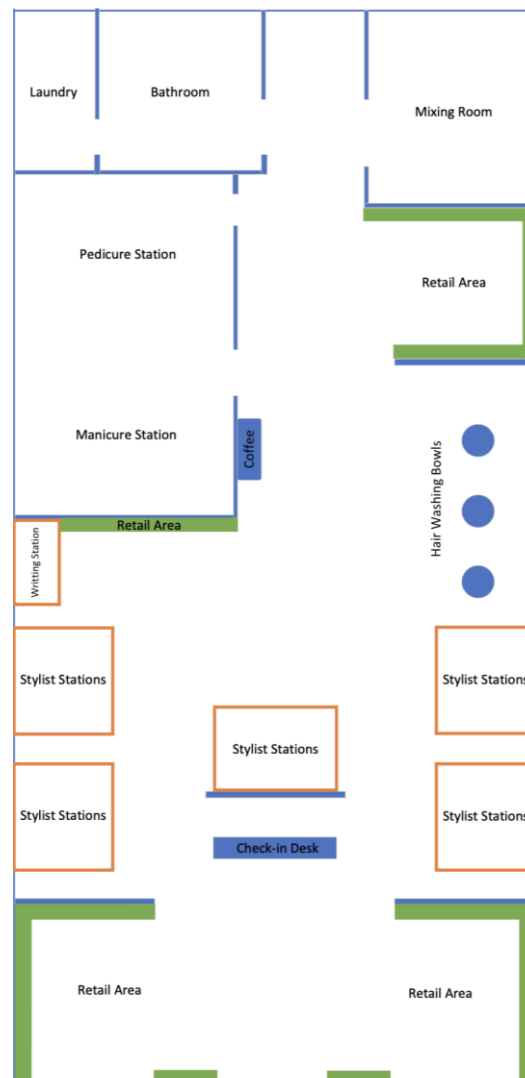 Laundry
Bathroom
Mixing Room
Pedicure Station
Retail Area
Manicure Station
Coffee
Hair Washing Bowls
Retail Area
Writting Station
Stylist Stations
Stylist Stations
Stylist Stations
Stylist Stations
Stylist Stations
Check-in Desk
Retail Area
Retail Area